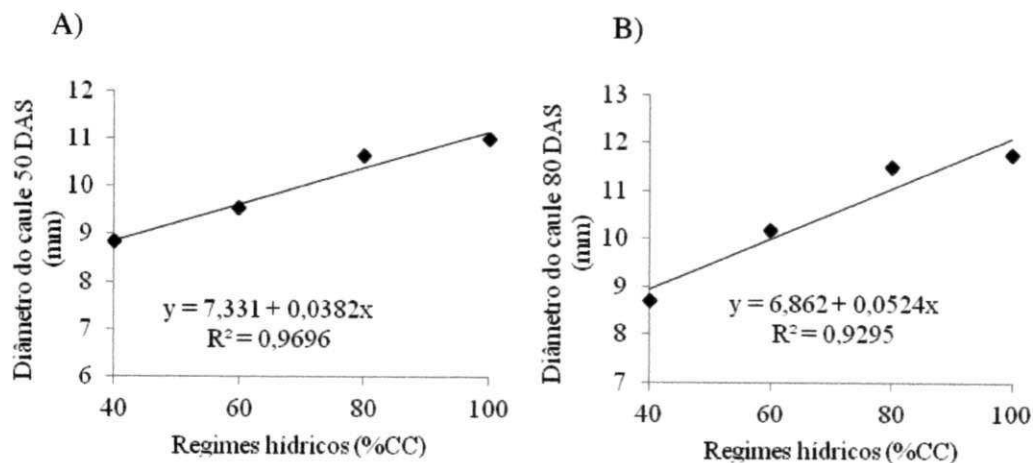 A)
Diâmetro do caule 50 DAS
(mm)
12
11
10
9
8
7
6
y = 7,331 + 0,0382x
R² = 0,9696
40 60 80 100
Regimes hídricos (%CC)
B)
Diâmetro do caule 80 DAS
(mm)
13
12
11
10
9
8
7
y = 6,862 + 0,0524x
R² = 0,9295
40 60 80 100
Regimes hídricos (%CC)